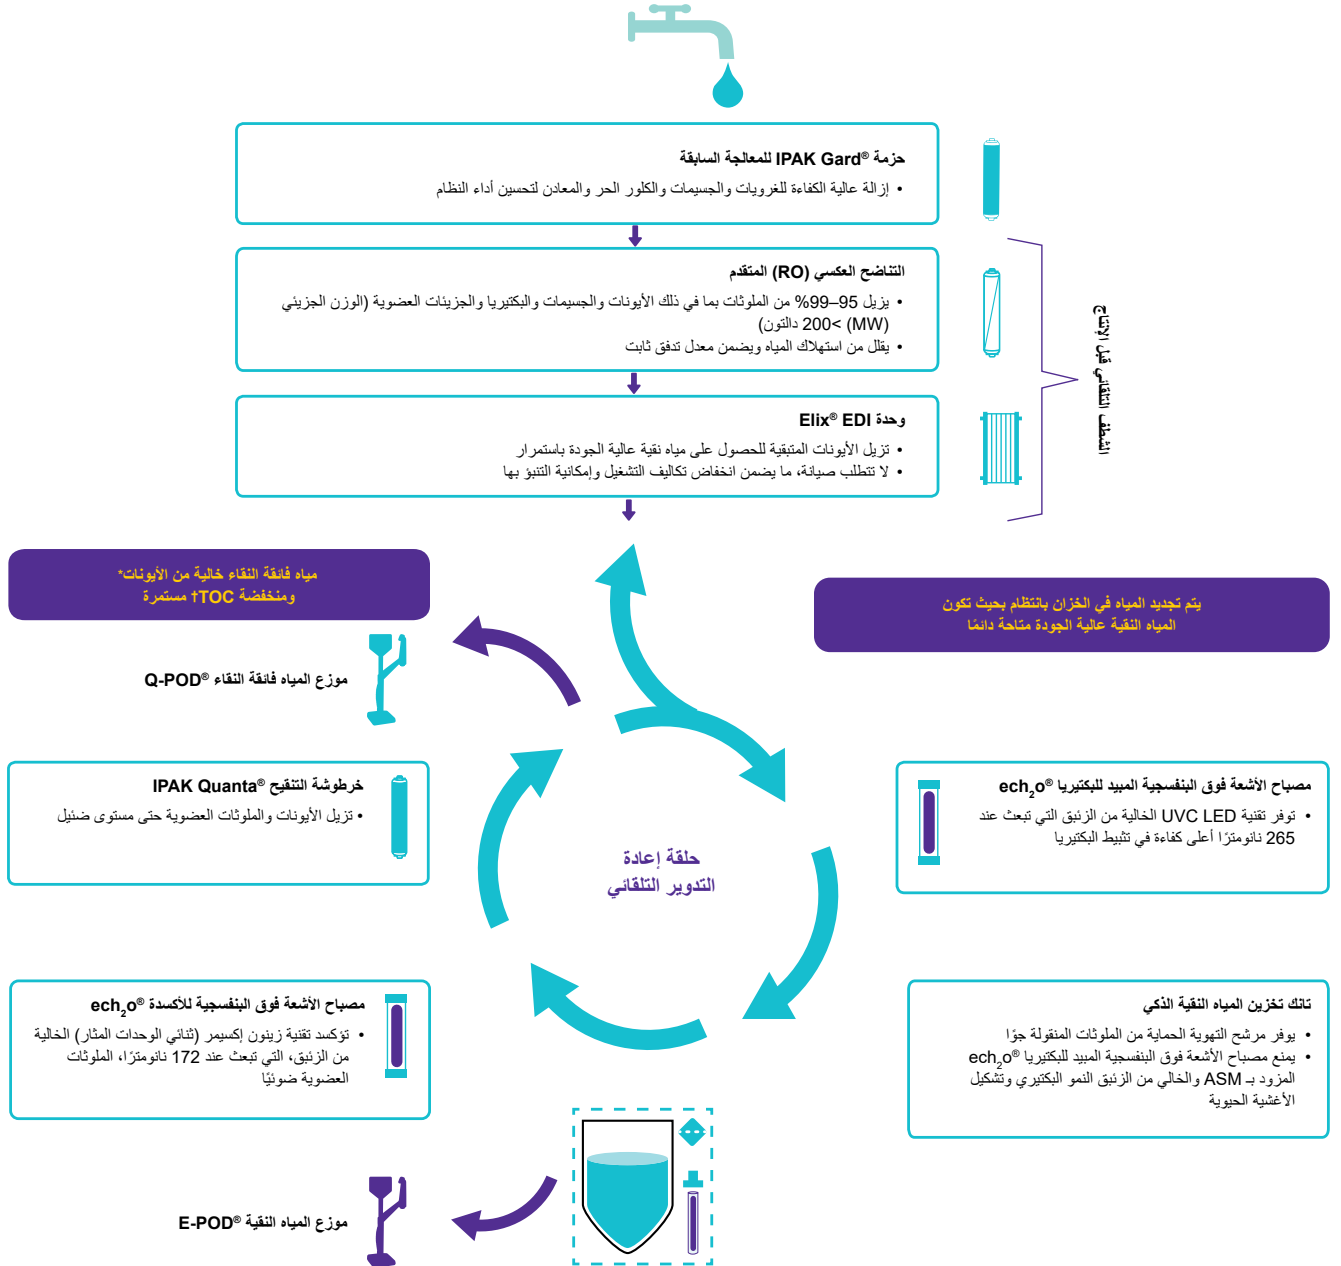 حزمة IPAK Gard® للمعالجة السابقة
• إزالة عالية الكفاءة للغرويات والجسيمات والكلور الحر والمعادن لتحسين أداء النظام
التناضح العكسي (RO) المتقدم
• يزيل 95–99% من الملوثات بما في ذلك الأيونات والجسيمات والبكتيريا والجزيئات العضوية (الوزن الجزيئي
(MW) >200 دالتون)
• يقلل من استهلاك المياه ويضمن معدل تدفق ثابت
وحدة Elix® EDI
• تزيل الأيونات المتبقية للحصول على مياه نقية عالية الجودة باستمرار
• لا تتطلب صيانة، ما يضمن انخفاض تكاليف التشغيل وإمكانية التنبؤ بها
الشطف التلقائي قبل الإنتاج
يتم تجديد المياه في الخزان بانتظام بحيث تكون
المياه النقية عالية الجودة متاحة دائمًا
مصباح الأشعة فوق البنفسجية المبيد للبكتيريا ech₂o®
• توفر تقنية UVC LED الخالية من الزئبق التي تبعث عند
265 نانومترًا أعلى كفاءة في تثبيط البكتيريا
تانك تخزين المياه النقية الذكي
• يوفر مرشح التهوية الحماية من الملوثات المنقولة جوًا
• يمنع مصباح الأشعة فوق البنفسجية المبيد للبكتيريا ech₂o®
المزود بـ ASM والخالي من الزئبق النمو البكتيري وتشكيل
الأغشية الحيوية
حلقة إعادة
التدوير التلقائي
مياه فائقة النقاء خالية من الأيونات*
ومنخفضة TOC† مستمرة
موزع المياه فائقة النقاء Q-POD®
خرطوشة التنقيح IPAK Quanta®
• تزيل الأيونات والملوثات العضوية حتى مستوى ضئيل
مصباح الأشعة فوق البنفسجية للأكسدة ech₂o®
• تؤكسد تقنية زينون إكسيمر (ثنائي الوحدات المثار) الخالية
من الزئبق، التي تبعث عند 172 نانومترًا، الملوثات
العضوية ضوئيًا
موزع المياه النقية E-POD®